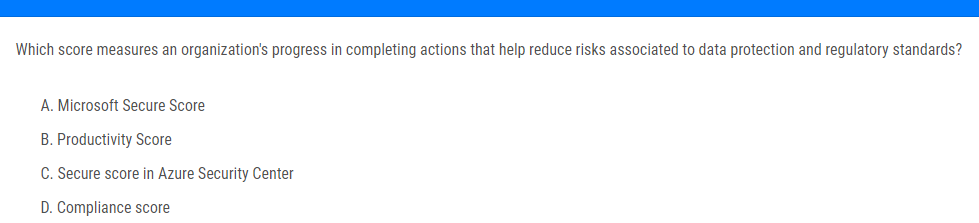 Which score measures an organization's progress in completing actions that help reduce risks associated to data protection and regulatory standards?
A. Microsoft Secure Score
B. Productivity Score
C. Secure score in Azure Security Center
D. Compliance score